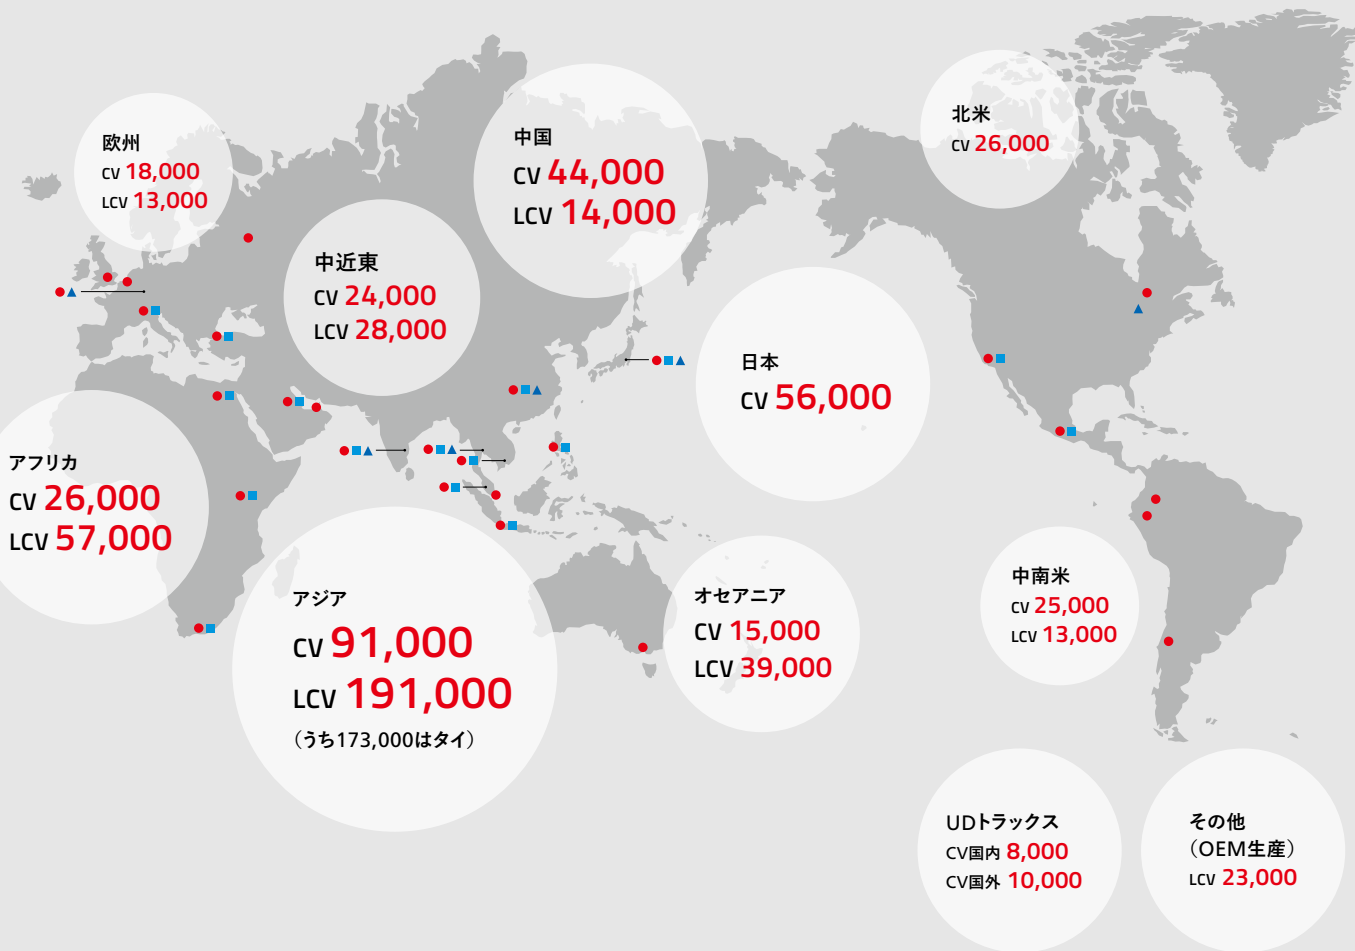 欧州
CV 18,000
LCV 13,000
中国
CV 44,000
LCV 14,000
北米
CV 26,000
中近東
CV 24,000
LCV 28,000
日本
CV 56,000
アフリカ
CV 26,000
LCV 57,000
アジア
CV 91,000
LCV 191,000
（うち173,000はタイ）
オセアニア
CV 15,000
LCV 39,000
中南米
CV 25,000
LCV 13,000
UDトラックス
CV国内 8,000
CV国外 10,000
その他
（OEM生産）
LCV 23,000